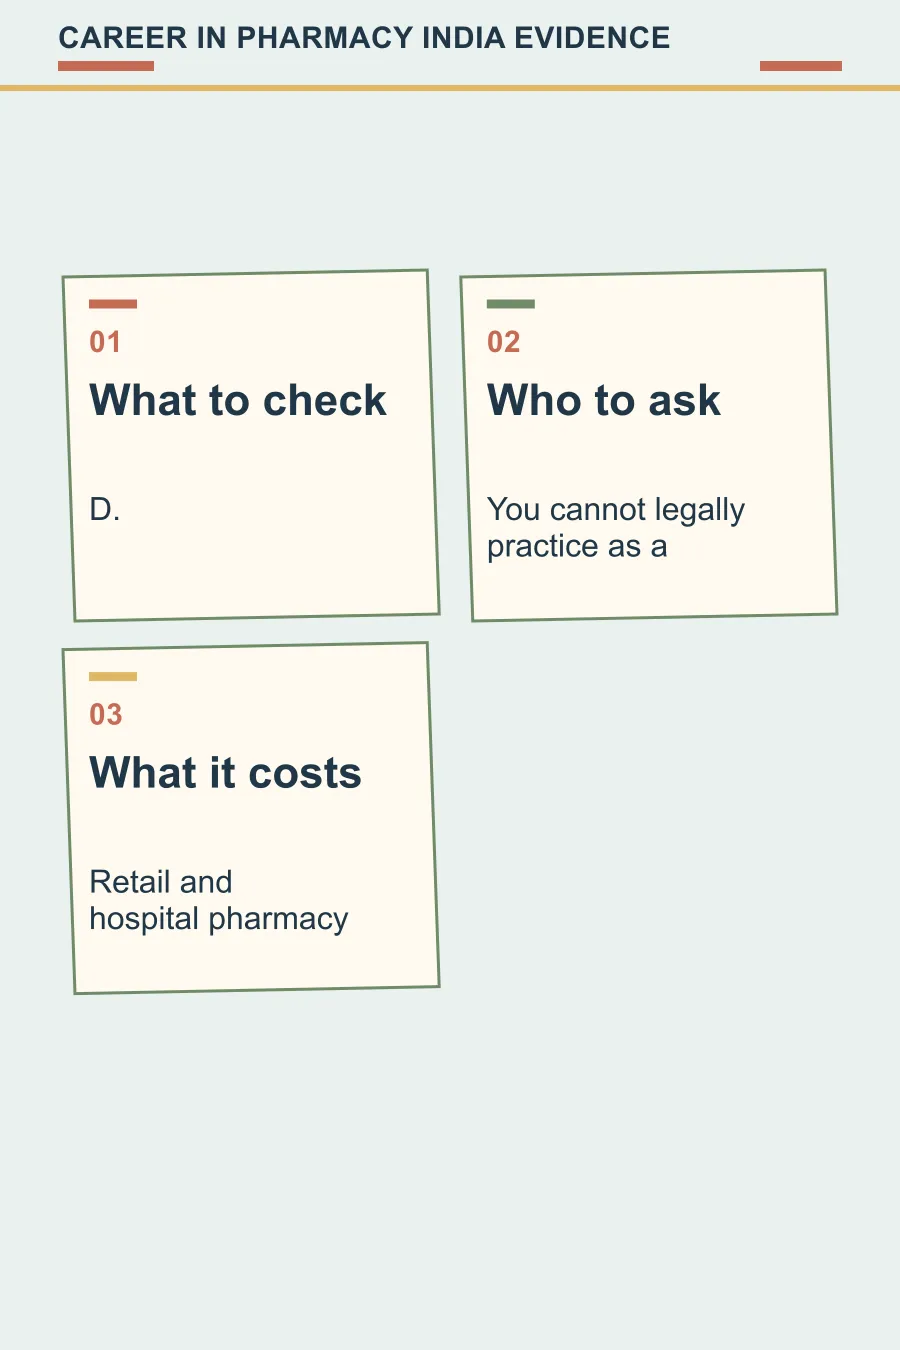 CAREER IN PHARMACY INDIA EVIDENCE
01
What to check
D.
02
Who to ask
You cannot legally
practice as a
03
What it costs
Retail and
hospital pharmacy